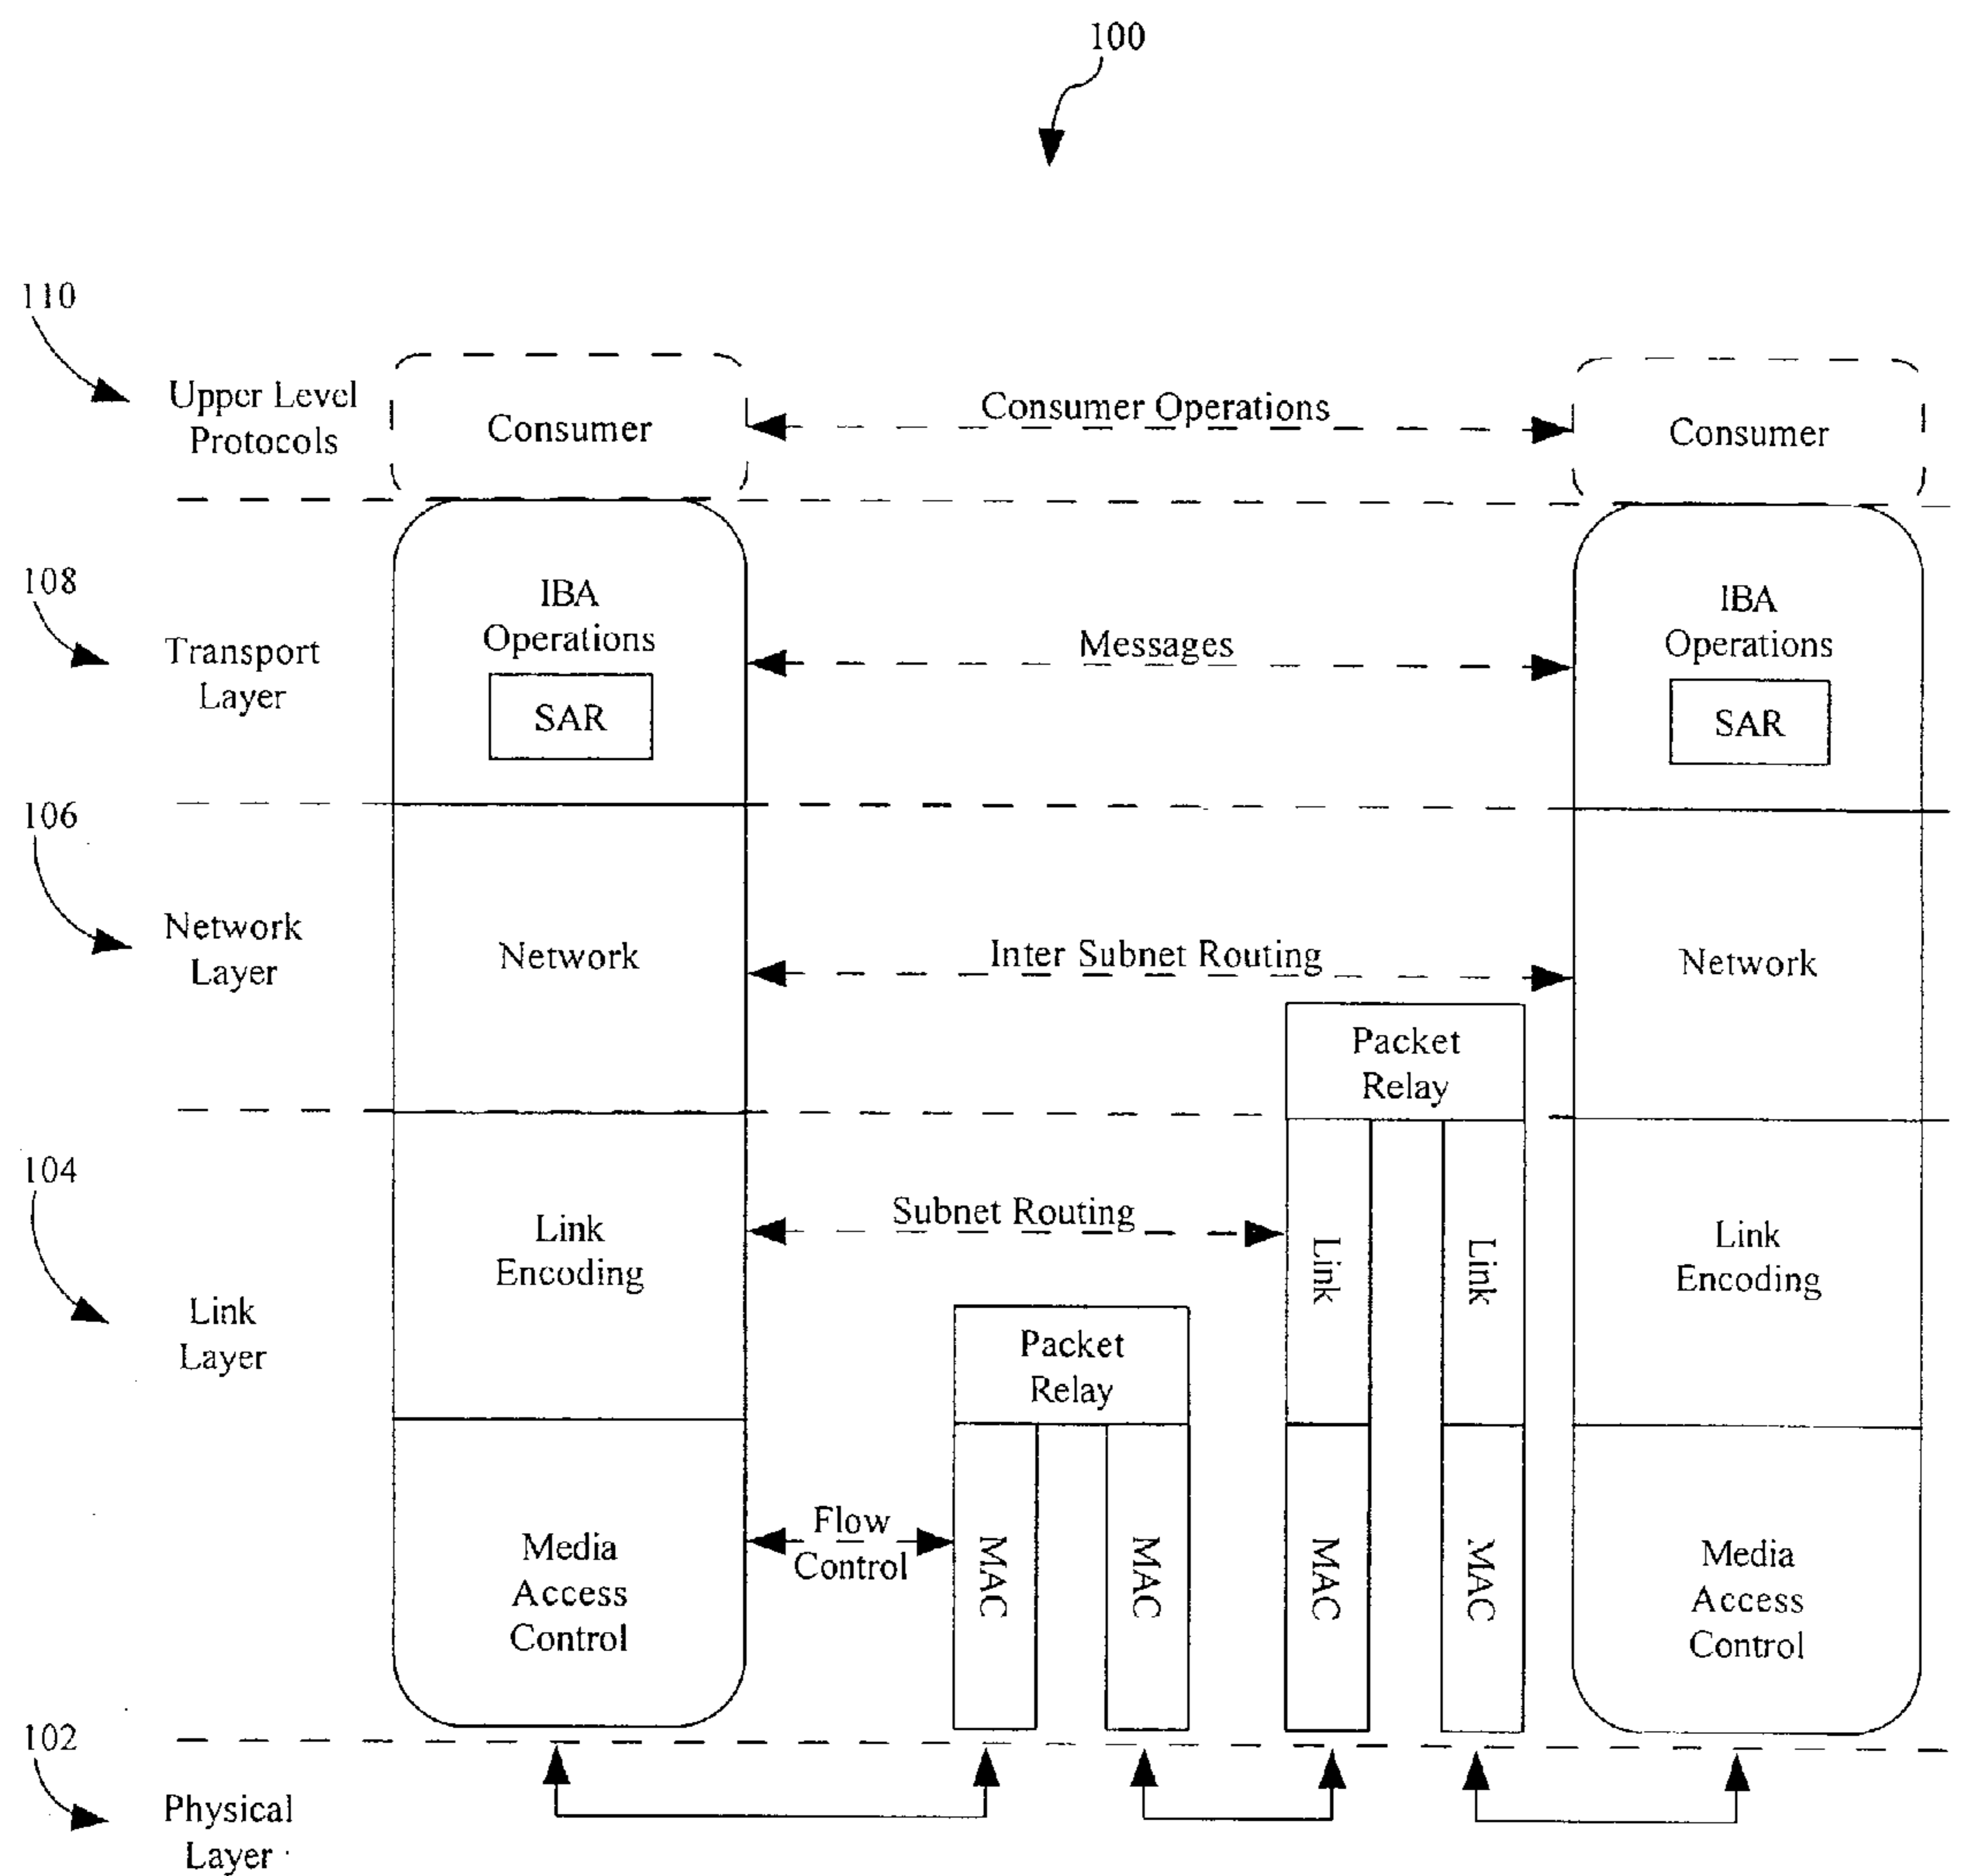 100
110
Upper Level
Protocols
Consumer
Consumer Operations
Consumer
108
Transport
Layer
IBA
Operations
SAR
Messages
IBA
Operations
SAR
106
Network
Layer
Network
Inter Subnet Routing
Network
Packet
Relay
104
Link
Layer
Link
Encoding
Subnet Routing
Link
Link
Link
Encoding
Packet
Relay
Media
Access
Control
Flow
Control
MAC
MAC
MAC
MAC
Media
Access
Control
102
Physical
Layer